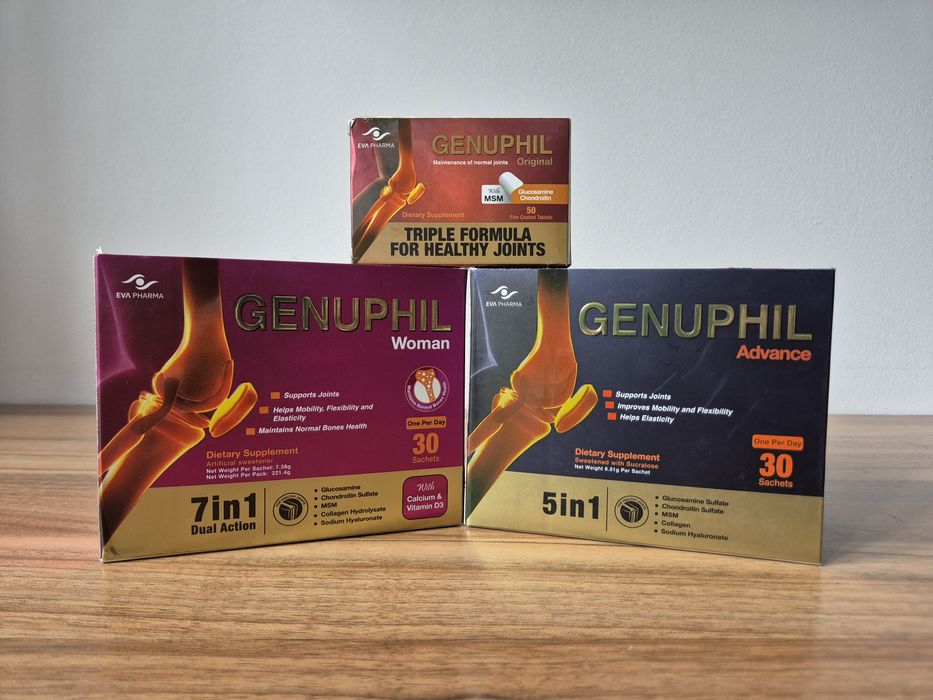 EVA PHARMA
GENUPHIL
Original
Maintenance of normal joints
With
MSM
Glucosamine
Chondroitin
Dietary Supplement
50
Film Coated Tablets
TRIPLE FORMULA
FOR HEALTHY JOINTS
EVA PHARMA
GENUPHIL
Woman
Supports Joints
Helps Mobility, Flexibility and
Elasticity
Maintains Normal Bones Health
Maintains Normal Bones Health
One Per Day
30
Sachets
Dietary Supplement
Artificial sweetener
Net Weight Per Sachet: 7.38g
Net Weight Per Pack: 221.4g
7in1
Dual Action
Glucosamine
Chondroitin Sulfate
MSM
Collagen Hydrolysate
Sodium Hyaluronate
With
Calcium &
Vitamin D3
EVA PHARMA
GENUPHIL
Advance
Supports Joints
Improves Mobility and Flexibility
Helps Elasticity
One Per Day
30
Sachets
Dietary Supplement
Sweetened with Sucralose
Net Weight 6.51g Per Sachet
5in1
Glucosamine Sulfate
Chondroitin Sulfate
MSM
Collagen
Sodium Hyaluronate